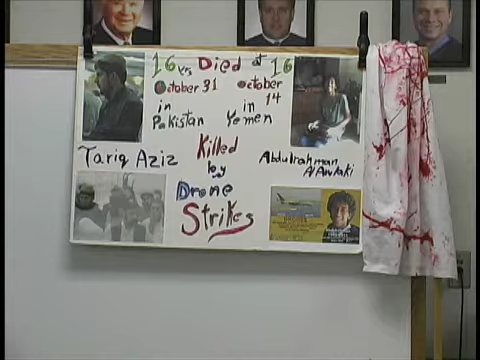 16 yrs Died at 16
October 31 october 14
in in
Pakistan Yemen
Killed
by
Drone
Strikes
Tariq Aziz
Abdulrahman
Al Awlaki